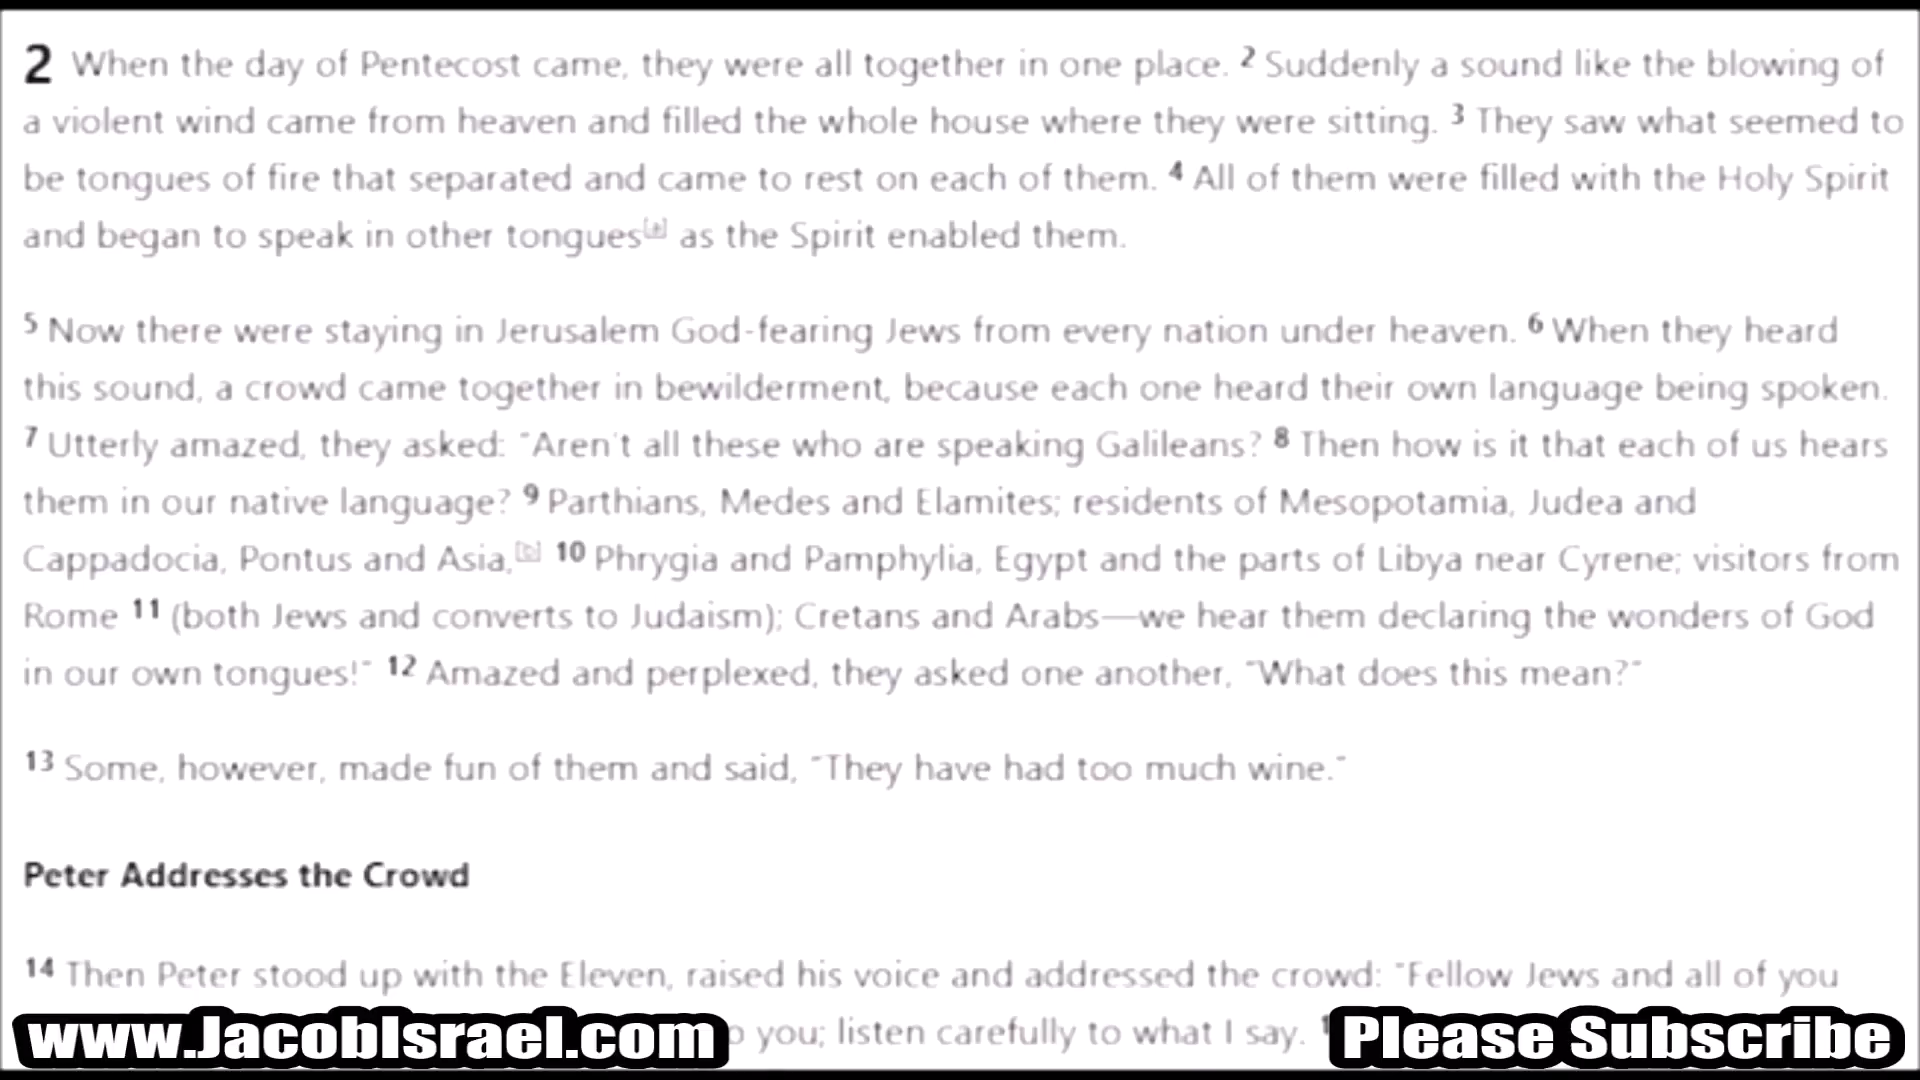 2 When the day of Pentecost came, they were all together in one place. 2 Suddenly a sound like the blowing of
a violent wind came from heaven and filled the whole house where they were sitting. 3 They saw what seemed to
be tongues of fire that separated and came to rest on each of them. 4 All of them were filled with the Holy Spirit
and began to speak in other tongues[a] as the Spirit enabled them.
5 Now there were staying in Jerusalem God-fearing Jews from every nation under heaven. 6 When they heard
this sound, a crowd came together in bewilderment, because each one heard their own language being spoken.
7 Utterly amazed, they asked: "Aren't all these who are speaking Galileans? 8 Then how is it that each of us hears
them in our native language? 9 Parthians, Medes and Elamites; residents of Mesopotamia, Judea and
Cappadocia, Pontus and Asia,[b] 10 Phrygia and Pamphylia, Egypt and the parts of Libya near Cyrene; visitors from
Rome 11 (both Jews and converts to Judaism); Cretans and Arabs—we hear them declaring the wonders of God
in our own tongues!" 12 Amazed and perplexed, they asked one another, "What does this mean?"
13 Some, however, made fun of them and said, "They have had too much wine."
Peter Addresses the Crowd
14 Then Peter stood up with the Eleven, raised his voice and addressed the crowd: "Fellow Jews and all of you
you; listen carefully to what I say.
www.JacobIsrael.com
Please Subscribe